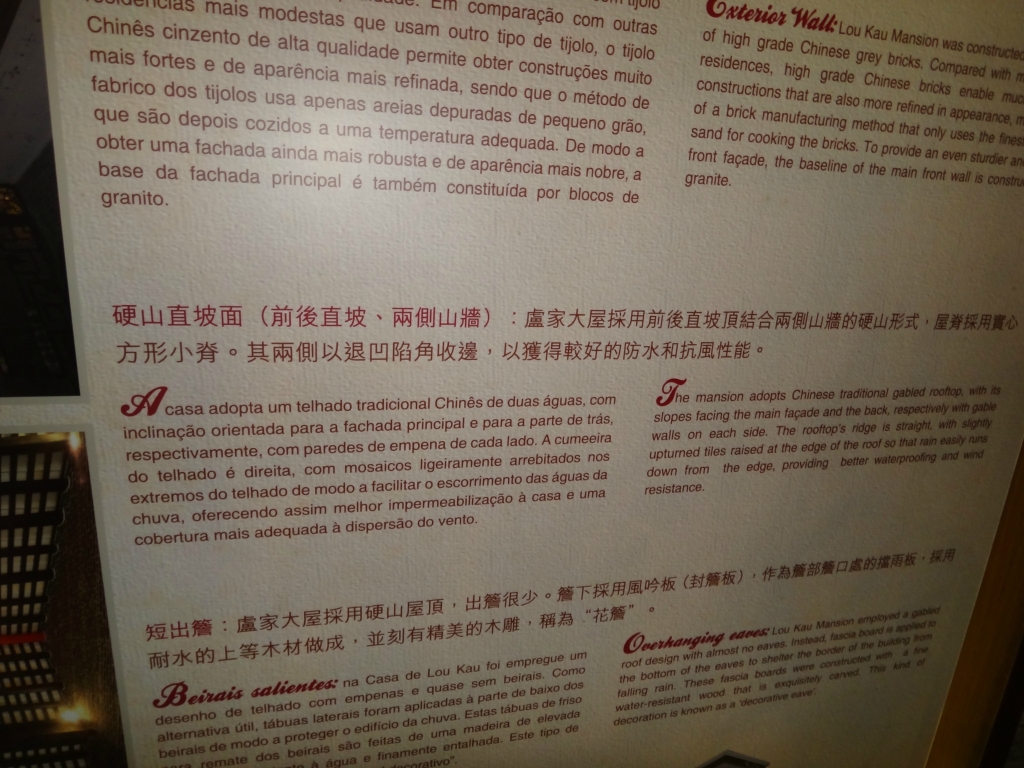 residências mais modestas que usam outro tipo de tijolo, o tijolo
Em comparação com outras
Chinês cinzento de alta qualidade permite obter construções muito
mais fortes e de aparência mais refinada, sendo que o método de
fabrico dos tijolos usa apenas areias depuradas de pequeno grão,
que são depois cozidos a uma temperatura adequada. De modo a
obter uma fachada ainda mais robusta e de aparência mais nobre, a
base da fachada principal é também constituída por blocos de
granito.
Exterior Wall: Lou Kau Mansion was constructed
of high grade Chinese grey bricks. Compared with
residences, high grade Chinese bricks enable
constructions that are also more refined in appearance,
of a brick manufacturing method that only uses the finest
sand for cooking the bricks. To provide an even sturdier
front façade, the baseline of the main front wall is
granite.
硬山直坡面（前後直坡、兩側山牆）：盧家大屋採用前後直坡頂結合兩側山牆的硬山形式，屋脊採用實心
方形小脊。其兩側以退凹陷角收邊，以獲得較好的防水和抗風性能。
A casa adopta um telhado tradicional Chinês de duas águas, com
inclinação orientada para a fachada principal e para a parte de trás,
respectivamente, com paredes de empena de cada lado. A cumeeira
do telhado é direita, com mosaicos ligeiramente arrebitados nos
extremos do telhado de modo a facilitar o escorrimento das águas da
chuva, oferecendo assim melhor impermeabilização à casa e uma
cobertura mais adequada à dispersão do vento.
The mansion adopts Chinese traditional gabled rooftop, with its
slopes facing the main façade and the back, respectively with gable
walls on each side. The rooftop's ridge is straight, with slightly
upturned tiles raised at the edge of the roof so that rain easily runs
down from the edge, providing better waterproofing and wind
resistance.
短出簷：盧家大屋採用硬山屋頂，出簷很少。簷下採用風吟板（封簷板），作為簷部簷口處的擋雨板，採用
耐水的上等木材做成，並刻有精美的木雕，稱為“花簷”。
Beirais salientes: na Casa de Lou Kau foi empregue um
desenho de telhado com empenas e quase sem beirais. Como
alternativa útil, tábuas laterais foram aplicadas à parte de baixo dos
beirais de modo a proteger o edifício da chuva. Estas tábuas de friso
para remate dos beirais são feitas de uma madeira de elevada
à água e finamente entalhada. Este tipo de
Overhanging eaves: Lou Kau Mansion employed a gabled
roof design with almost no eaves. Instead, fascia board is applied to
the bottom of the eaves to shelter the border of the building from
falling rain. These fascia boards were constructed with a fine
water-resistant wood that is exquisitely carved. This kind of
decoration is known as a 'decorative eave'.